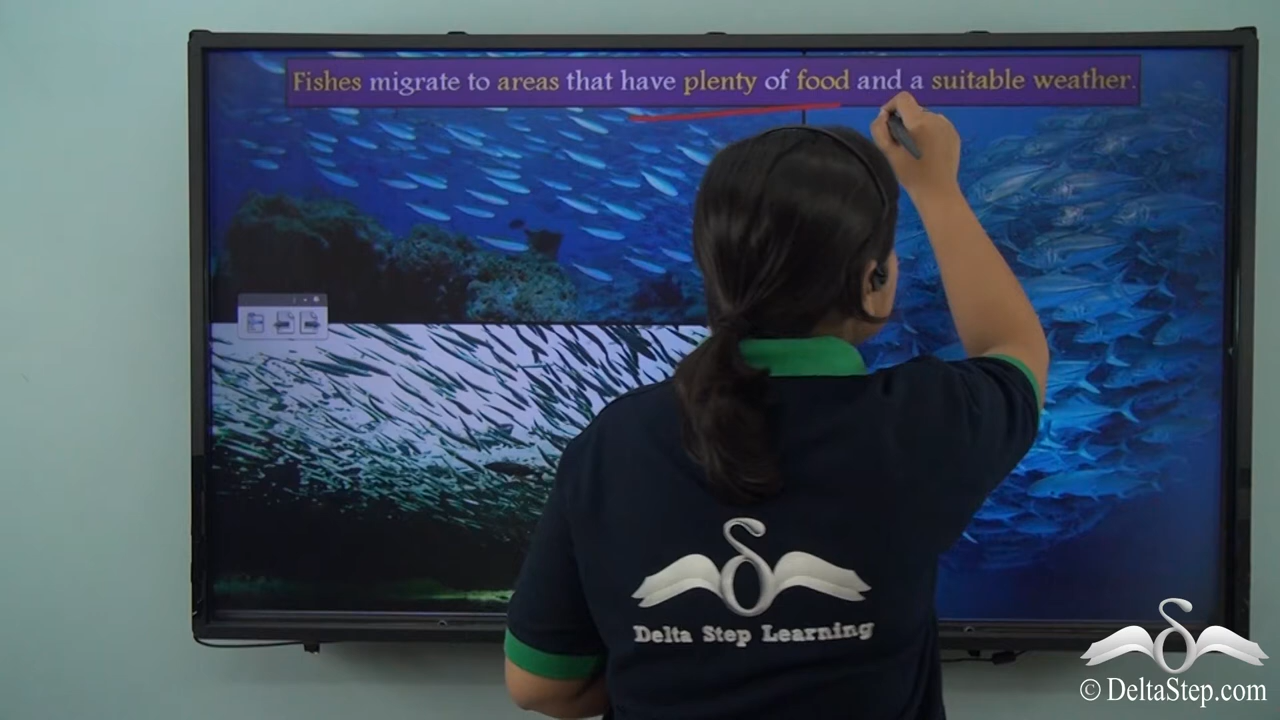 Fishes migrate to areas that have plenty of food and a suitable weather.
Delta Step Learning
© DeltaStep.com